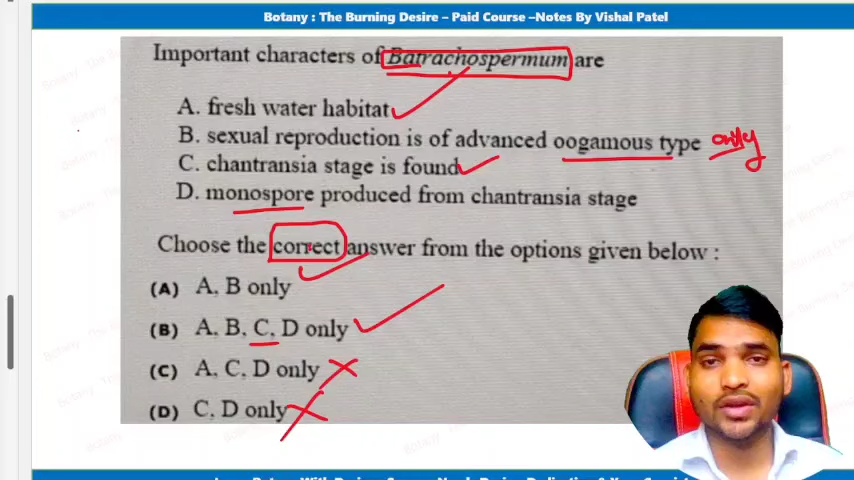 Botany : The Burning Desire – Paid Course –Notes By Vishal Patel
Important characters of Batrachospermum are
A. fresh water habitat
B. sexual reproduction is of advanced oogamous type only
C. chantransia stage is found
D. monospore produced from chantransia stage
Choose the correct answer from the options given below :
(A) A, B only
(B) A, B, C, D only
(C) A, C, D only
(D) C, D only